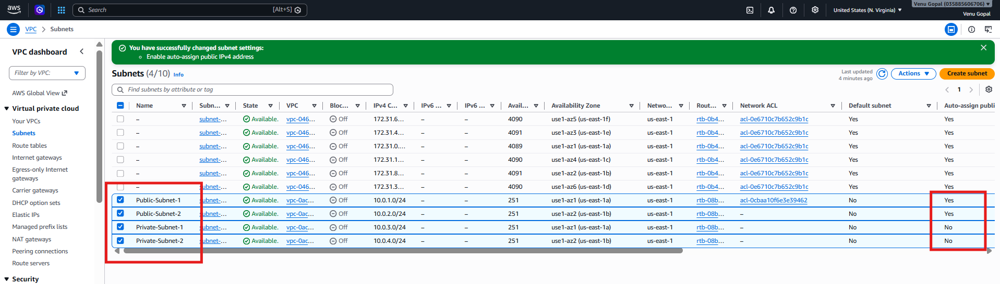 aws
Search [Alt+S] United States (N. Virginia) Venu Gopal (035885606706)
Venu Gopal
VPC Subnets
VPC dashboard
Filter by VPC:
AWS Global View
Virtual private cloud
Your VPCs
Subnets
Route tables
Internet gateways
Egress-only Internet
gateways
Carrier gateways
DHCP option sets
Elastic IPs
Managed prefix lists
NAT gateways
Peering connections
Route servers
Security
You have successfully changed subnet settings:
Enable auto-assign public IPv4 address
Subnets (4/10) Info
Last updated
4 minutes ago
Actions Create subnet
Find subnets by attribute or tag
1
Name Subn... State VPC Bloc... IPv4 C... IPv6 ... IPv6 ... Avail... Availability Zone Netwo... Rout... Network ACL Default subnet Auto-assign publi
– subnet-... Available. vpc-046... Off 172.31.6... – – 4090 use1-az5 (us-east-1f) us-east-1 rtb-0b4... acl-0e6710c7b652c9b1c Yes Yes
– subnet-... Available. vpc-046... Off 172.31.4... – – 4091 use1-az3 (us-east-1e) us-east-1 rtb-0b4... acl-0e6710c7b652c9b1c Yes Yes
– subnet-... Available. vpc-046... Off 172.31.0.... – – 4089 use1-az1 (us-east-1a) us-east-1 rtb-0b4... acl-0e6710c7b652c9b1c Yes Yes
– subnet-... Available. vpc-046... Off 172.31.1... – – 4090 use1-az4 (us-east-1c) us-east-1 rtb-0b4... acl-0e6710c7b652c9b1c Yes Yes
– subnet-... Available. vpc-046... Off 172.31.8... – – 4091 use1-az2 (us-east-1b) us-east-1 rtb-0b4... acl-0e6710c7b652c9b1c Yes Yes
– subnet-... Available. vpc-046... Off 172.31.3... – – 4090 use1-az6 (us-east-1d) us-east-1 rtb-0b4... acl-0e6710c7b652c9b1c Yes Yes
Public-Subnet-1 subnet-... Available. vpc-0ac... Off 10.0.1.0/24 – – 251 use1-az1 (us-east-1a) us-east-1 rtb-08b... acl-0cbaa10f6e3e39462 No Yes
Public-Subnet-2 subnet-... Available. vpc-0ac... Off 10.0.2.0/24 – – 251 use1-az2 (us-east-1b) us-east-1 rtb-08b... – No Yes
Private-Subnet-1 subnet-... Available. vpc-0ac... Off 10.0.3.0/24 – – 251 use1-az1 (us-east-1a) us-east-1 rtb-08b... – No No
Private-Subnet-2 subnet-... Available. vpc-0ac... Off 10.0.4.0/24 – – 251 use1-az2 (us-east-1b) us-east-1 rtb-08b... – No No